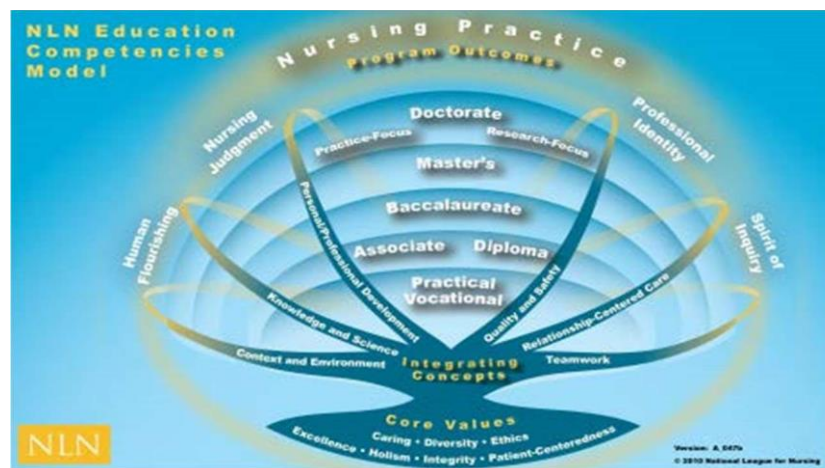 NLN Education
Competencies
Model
Nursing Practice
Program Outcomes
Human
Flourishing
Nursing
Judgment
Professional
Identity
Spirit of
Inquiry
Doctorate
Practice-Focus
Research-Focus
Master's
Baccalaureate
Associate
Diploma
Practical
Vocational
Context and Environment
Knowledge and Science
Personal/Professional Development
Quality and Safety
Relationship-Centered Care
Teamwork
Integrating
Concepts
Core Values
Caring • Diversity • Ethics
Excellence • Holism • Integrity • Patient-Centeredness
NLN
Version:
© 2010 National League for Nursing